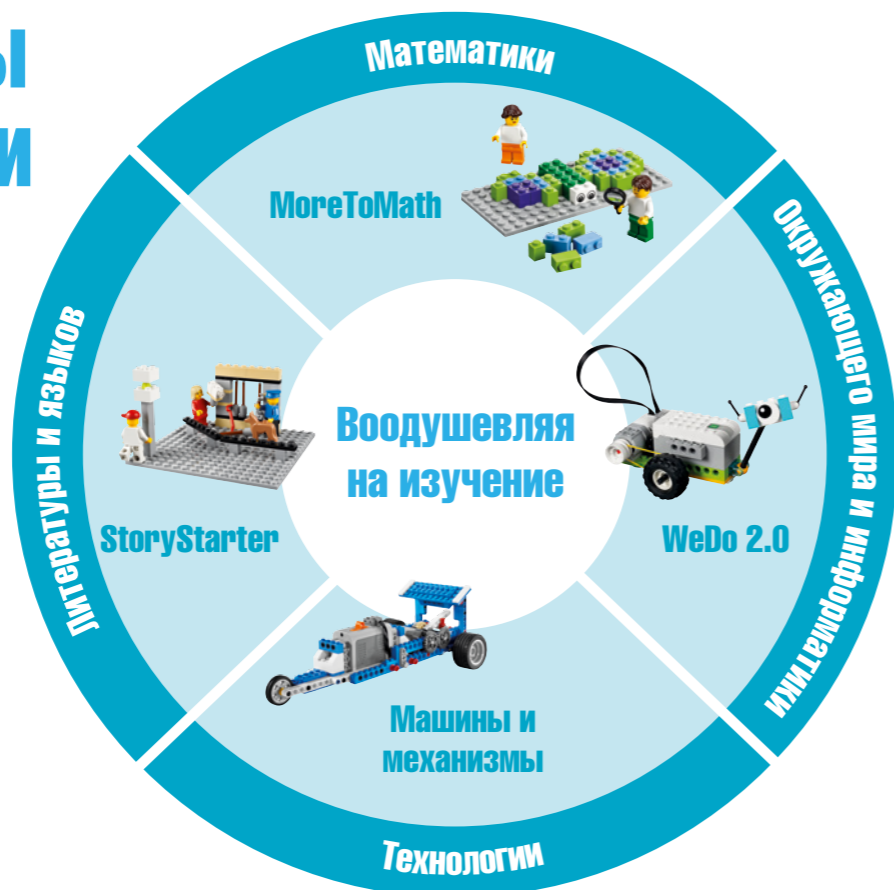 Математики
MoreToMath
Окружающего мира и информатики
WeDo 2.0
Литературы и языков
StoryStarter
Воодушевляя
на изучение
Машины и
механизмы
Технологии